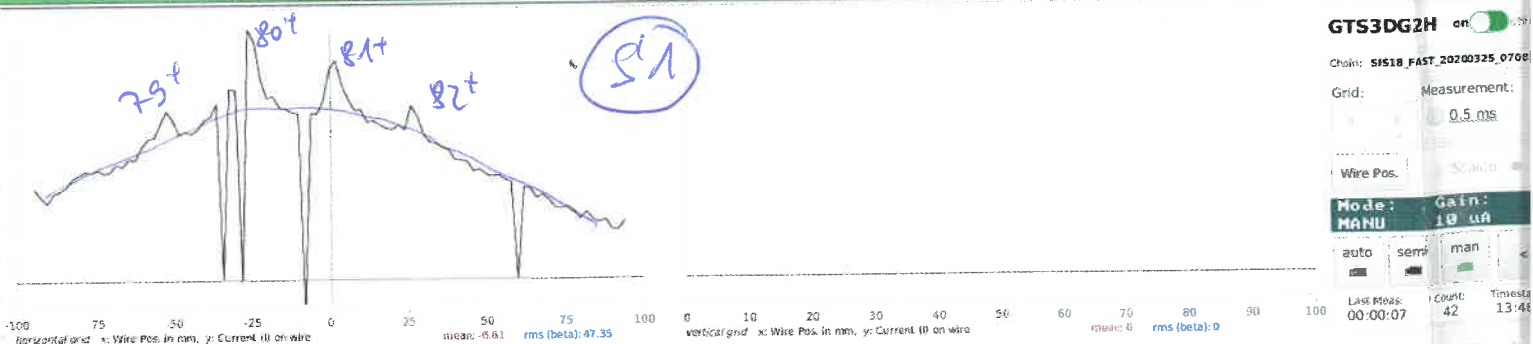 79+
80+
81+
82+
S1
GTS3DG2H on
Chain: SIS18_FAST_20200325_0708
Grid: Measurement:
0.5 ms
Wire Pos.
Mode: Gain:
MANU 10 uA
auto semi man <
Last Meas: Count:
00:00:07 42 13:46
-100 75 -50 -25 0 25 50 75 100
horizontal grid x: Wire Pos. in mm, y: Current (I) on wire mean: -6.61 rms (beta): 47.35
0 10 20 30 40 50 60 70 80 90 100
vertical grid x: Wire Pos. in mm, y: Current (I) on wire mean: 0 rms (beta): 0